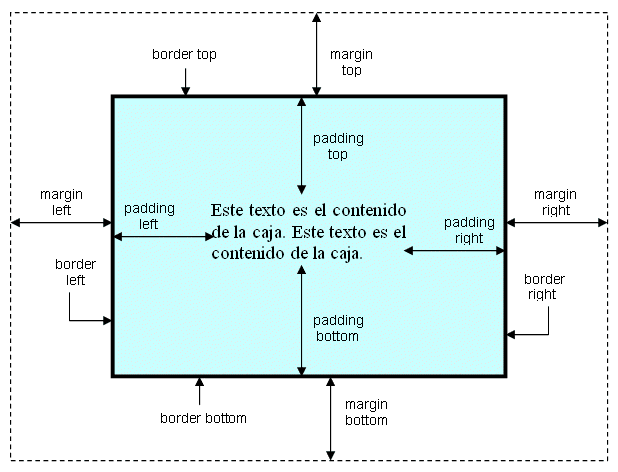 border top
margin
top
padding
top
margin
left
padding
left
Este texto es el contenido
de la caja. Este texto es el
contenido de la caja.
padding
right
margin
right
border
left
border
right
padding
bottom
border bottom
margin
bottom